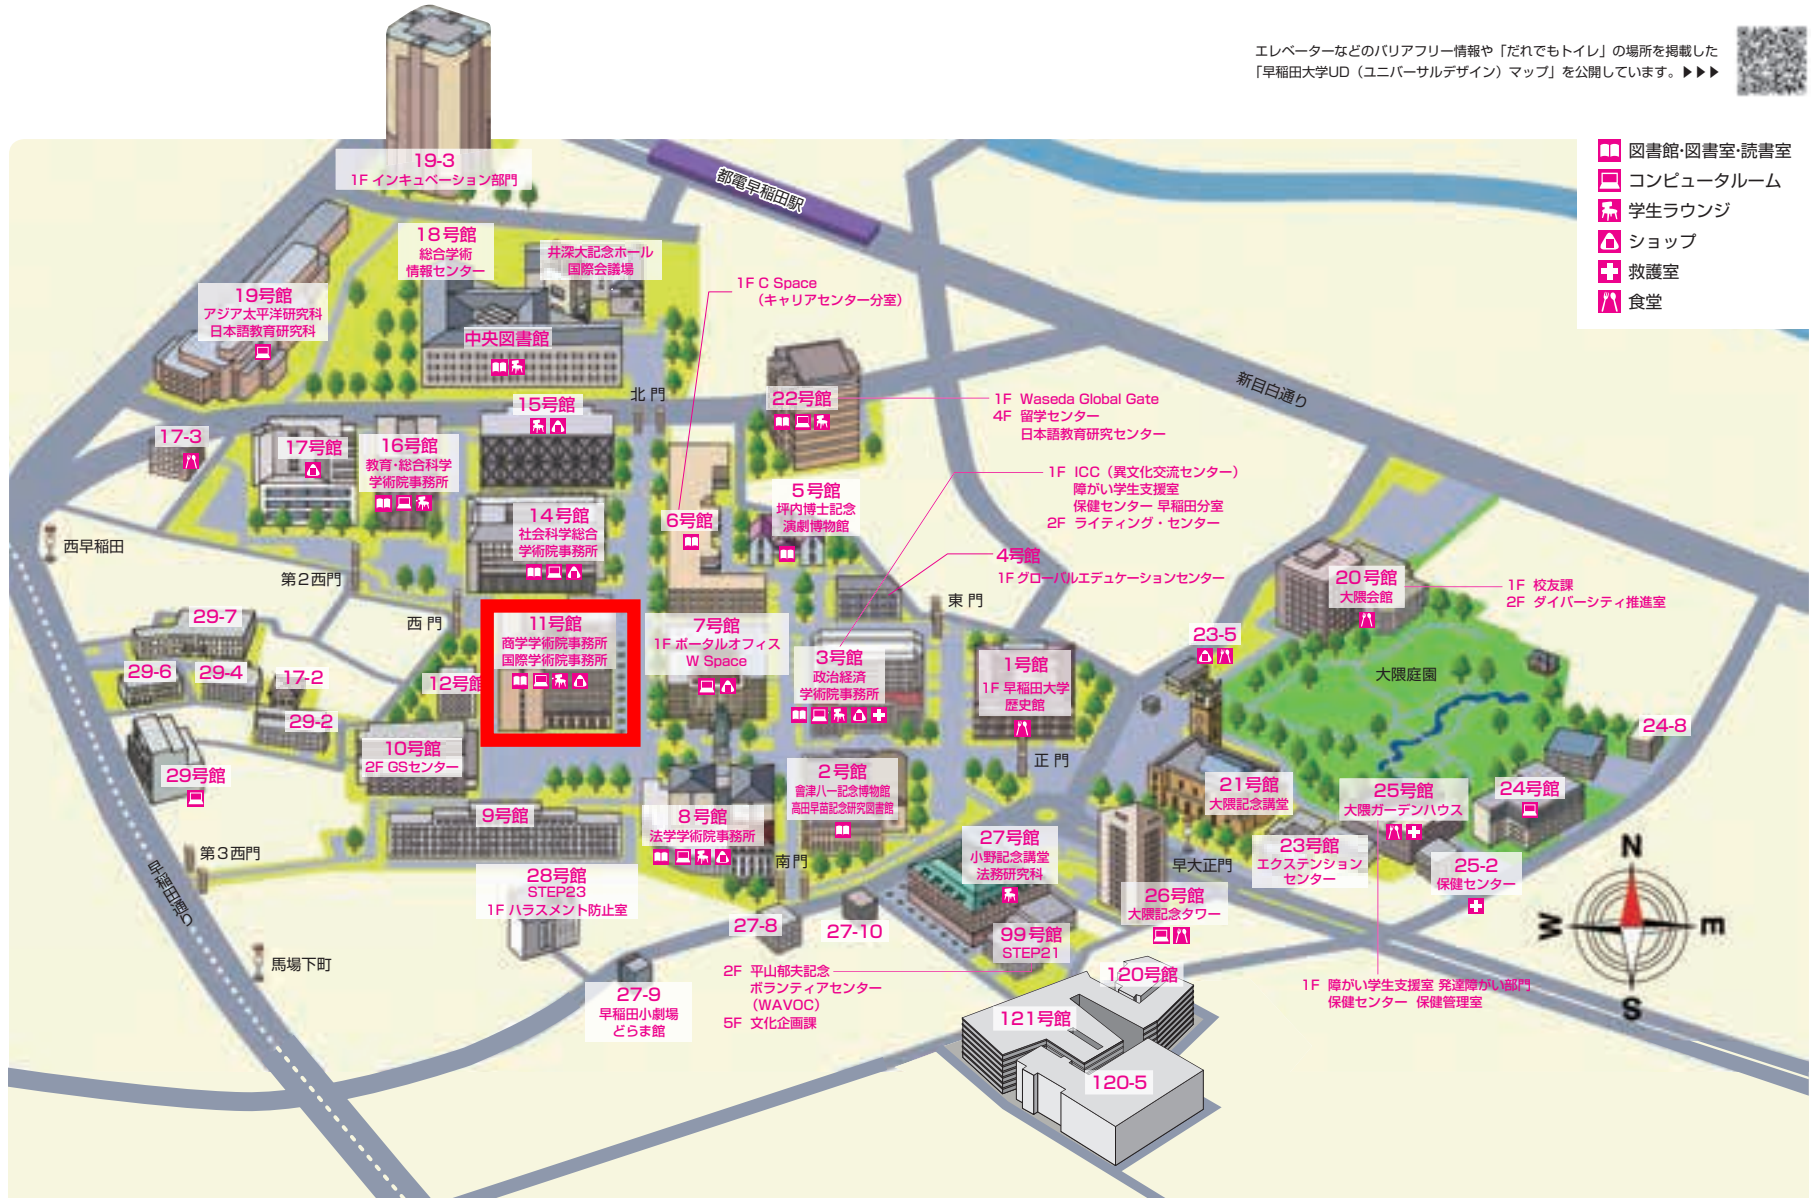 エレベーターなどのバリアフリー情報や「だれでもトイレ」の場所を掲載した
「早稲田大学UD（ユニバーサルデザイン）マップ」を公開しています。▶▶▶
図書館・図書室・読書室
コンピュータルーム
学生ラウンジ
ショップ
救護室
食堂
19-3
1F インキュベーション部門
都電早稲田駅
18号館
総合学術
情報センター
井深大記念ホール
国際会議場
19号館
アジア太平洋研究科
日本語教育研究科
中央図書館
1F C Space
（キャリアセンター分室）
新目白通り
北門
15号館
22号館
1F Waseda Global Gate
4F 留学センター
日本語教育研究センター
17-3
17号館
16号館
教育・総合科学
学術院事務所
1F ICC（異文化交流センター）
障がい学生支援室
保健センター 早稲田分室
2F ライティング・センター
5号館
坪内博士記念
演劇博物館
6号館
14号館
社会科学総合
学術院事務所
4号館
1F グローバルエデュケーションセンター
西早稲田
第2西門
西門
東門
20号館
大隈会館
1F 校友課
2F ダイバーシティ推進室
29-7
11号館
商学学術院事務所
国際学術院事務所
7号館
1F ポータルオフィス
W Space
3号館
政治経済
学術院事務所
1号館
1F 早稲田大学
歴史館
23-5
大隈庭園
29-6
29-4
17-2
12号館
29-2
24-8
10号館
2F GSセンター
正門
29号館
2号館
會津八一記念博物館
高田早苗記念研究図書館
21号館
大隈記念講堂
25号館
大隈ガーデンハウス
24号館
9号館
8号館
法学学術院事務所
27号館
小野記念講堂
法務研究科
23号館
エクステンション
センター
第3西門
南門
早大正門
25-2
保健センター
早稲田通り
28号館
STEP23
1F ハラスメント防止室
26号館
大隈記念タワー
27-8
27-10
99号館
STEP21
馬場下町
2F 平山郁夫記念
ボランティアセンター
（WAVOC）
5F 文化企画課
27-9
早稲田小劇場
どらま館
120号館
121号館
120-5
1F 障がい学生支援室 発達障がい部門
保健センター 保健管理室
N
W
E
S